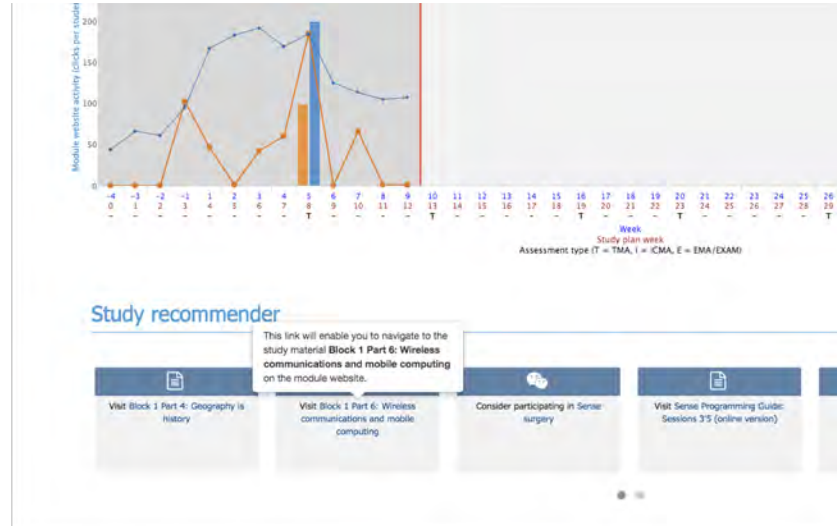 Module website activity (clicks per studen
200
150
100
50
0
-4 -3 -2 -1 1 2 3 4 5 6 7 8 9 10 11 12 13 14 15 16 17 18 19 20 21 22 23 24 25 26
0 1 2 3 4 5 6 7 8 9 10 11 12 13 14 15 16 17 18 19 20 21 22 23 24 25 26 27 28 29
- - - - - - - - T - - - - T - - - - - T - - - T - - - - - T
Week
Study plan week
Assessment type (T = TMA, I = iCMA, E = EMA/EXAM)
Study recommender
This link will enable you to navigate to the
study material Block 1 Part 6: Wireless
communications and mobile computing
on the module website.
Visit Block 1 Part 4: Geography is
history
Visit Block 1 Part 6: Wireless
communications and mobile
computing
Consider participating in Sense
surgery
Visit Sense Programming Guide:
Sessions 3'5 (online version)